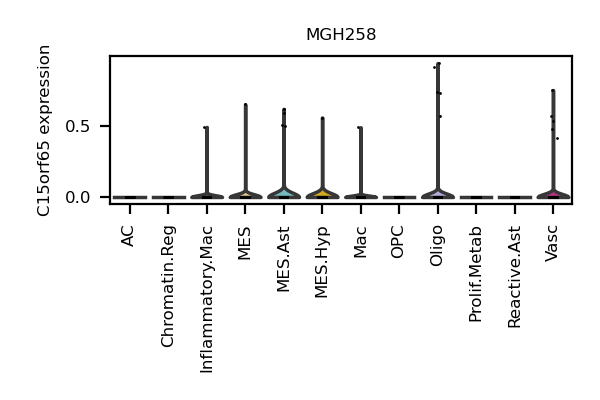 MGH258
C15orf65 expression
0.5
0.0
AC
Chromatin.Reg
Inflammatory.Mac
MES
MES.Ast
MES.Hyp
Mac
OPC
Oligo
Prolif.Metab
Reactive.Ast
Vasc